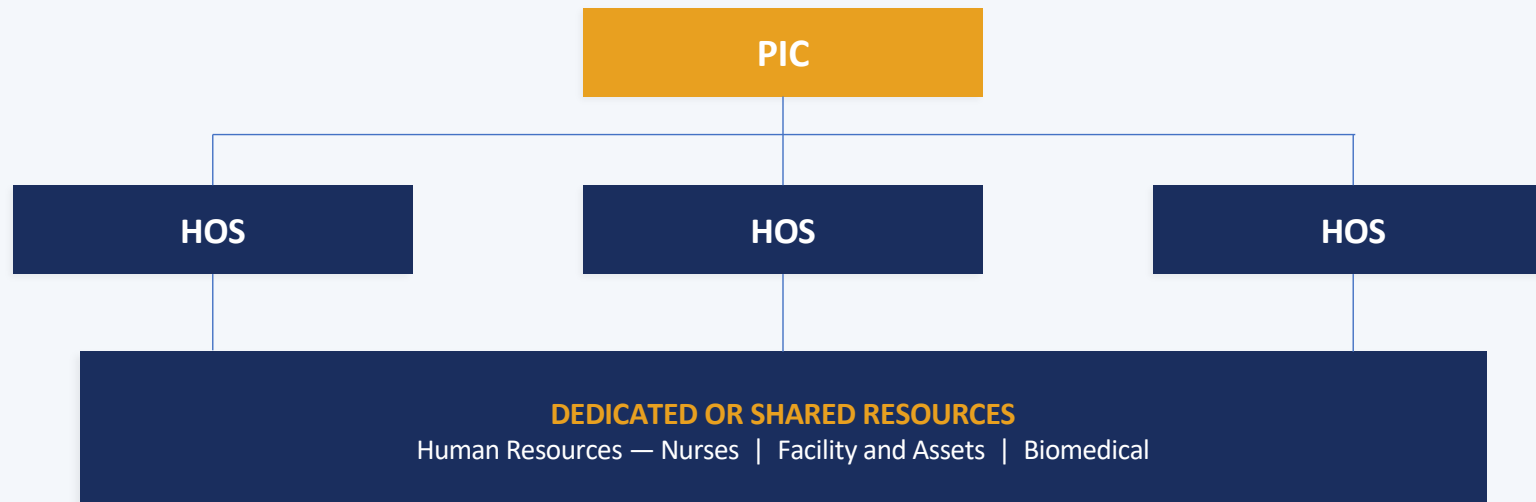 PIC
HOS
HOS
HOS
DEDICATED OR SHARED RESOURCES
Human Resources — Nurses | Facility and Assets | Biomedical